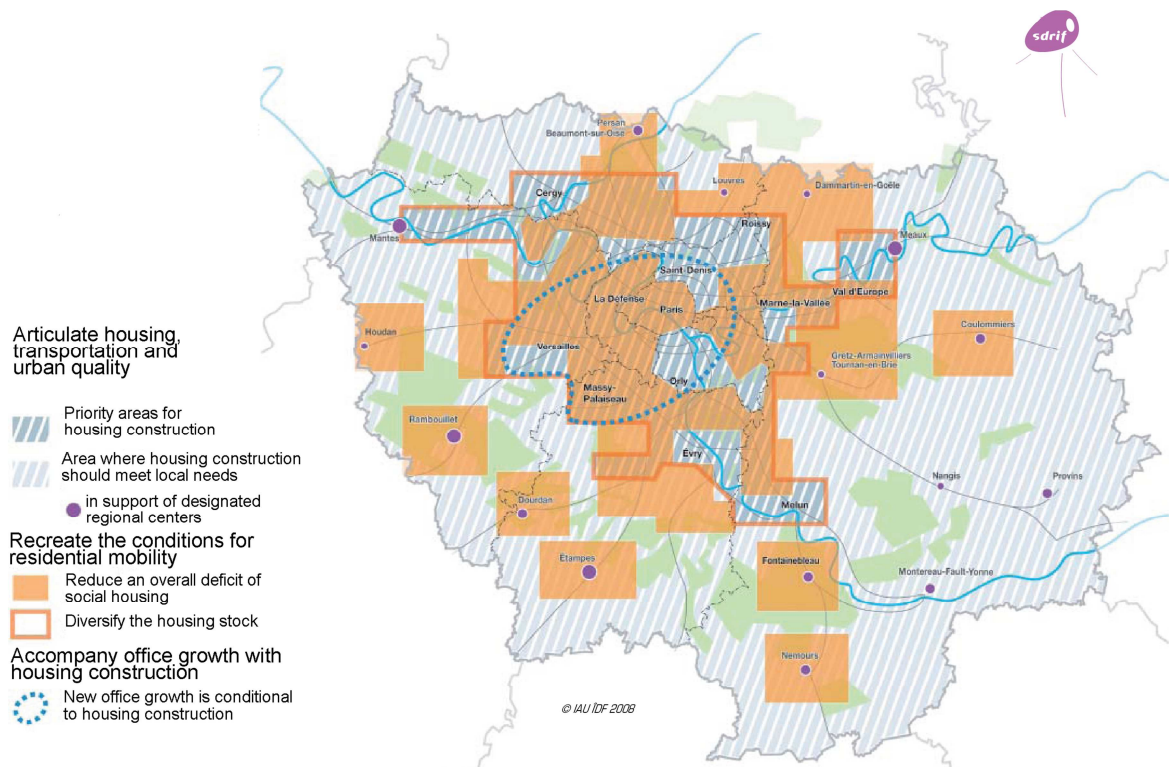 sdrif
Persan
Beaumont-sur-Oise
Cergy
Louvres
Dammartin-en-Goële
Mantes
Roissy
Meaux
Saint-Denis
La Défense
Paris
Marne-la-Vallée
Val d'Europe
Houdan
Versailles
Coulommiers
Gretz-Armainvilliers
Tournan-en-Brie
Massy-
Palaiseau
Orly
Rambouillet
Évry
Nangis
Provins
Dourdan
Melun
Étampes
Fontainebleau
Montereau-Fault-Yonne
Nemours
Articulate housing,
transportation and
urban quality
Priority areas for
housing construction
Area where housing construction
should meet local needs
in support of designated
regional centers
Recreate the conditions for
residential mobility
Reduce an overall deficit of
social housing
Diversify the housing stock
Accompany office growth with
housing construction
New office growth is conditional
to housing construction
© IAU ÎDF 2008